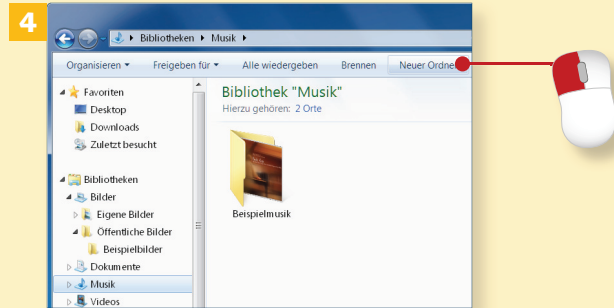 4
Bibliotheken Musik
Organisieren Freigeben für Alle wiedergeben Brennen Neuer Ordne
Favoriten
Desktop
Downloads
Zuletzt besucht
Bibliotheken
Bilder
Eigene Bilder
Öffentliche Bilder
Beispielbilder
Dokumente
Musik
Videos
Bibliothek "Musik"
Hierzu gehören: 2 Orte
Beispielmusik